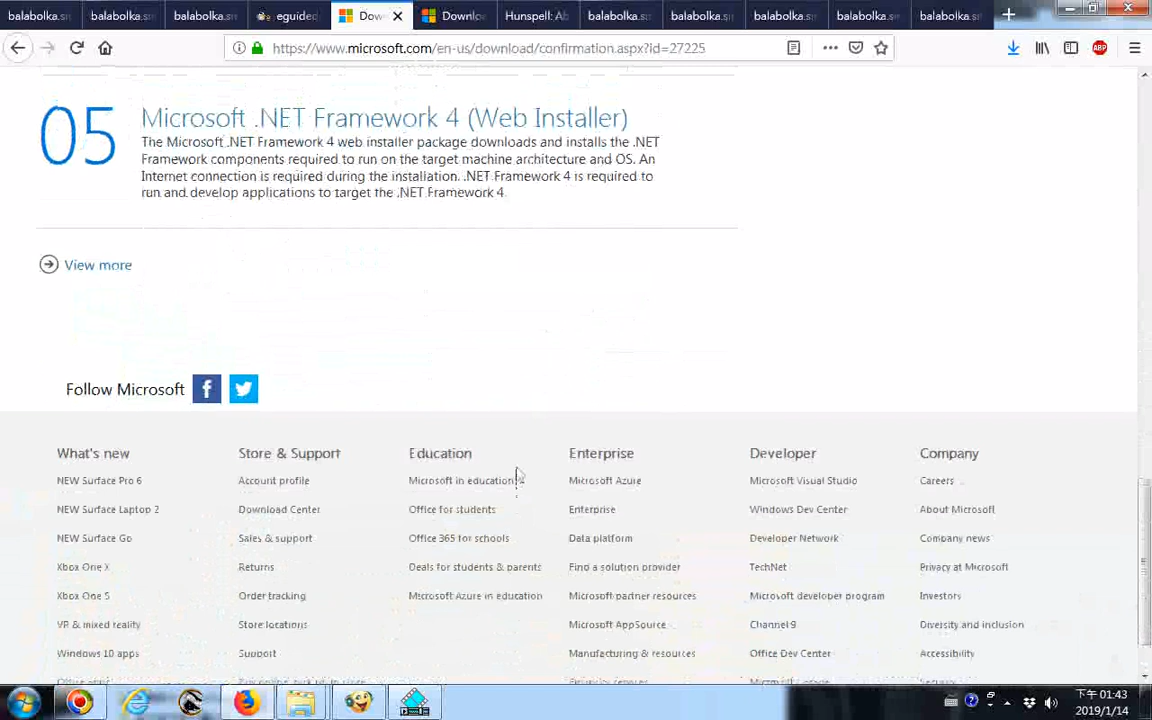 balabolka.sr
balabolka.sr
balabolka.sr
eguided
Dow
Downlo
Hunspell: Ab
balabolka.sr
balabolka.sr
balabolka.sr
balabolka.sr
balabolka.sr
https://www.microsoft.com/en-us/download/confirmation.aspx?id=27225
ABP
05
Microsoft .NET Framework 4 (Web Installer)
The Microsoft .NET Framework 4 web installer package downloads and installs the .NET
Framework components required to run on the target machine architecture and OS. An
Internet connection is required during the installation. .NET Framework 4 is required to
run and develop applications to target the .NET Framework 4.
View more
Follow Microsoft
What's new
Store & Support
Education
Enterprise
Developer
Company
NEW Surface Pro 6
Account profile
Microsoft in education
Microsoft Azure
Microsoft Visual Studio
Careers
NEW Surface Laptop 2
Download Center
Office for students
Enterprise
Windows Dev Center
About Microsoft
NEW Surface Go
Sales & support
Office 365 for schools
Data platform
Developer Network
Company news
Xbox One X
Returns
Deals for students & parents
Find a solution provider
TechNet
Privacy at Microsoft
Xbox One S
Order tracking
Microsoft Azure in education
Microsoft partner resources
Microsoft developer program
Investors
VR & mixed reality
Store locations
Microsoft AppSource
Channel 9
Diversity and inclusion
Windows 10 apps
Support
Manufacturing & resources
Office Dev Center
Accessibility
下午 01:43
2019/1/14